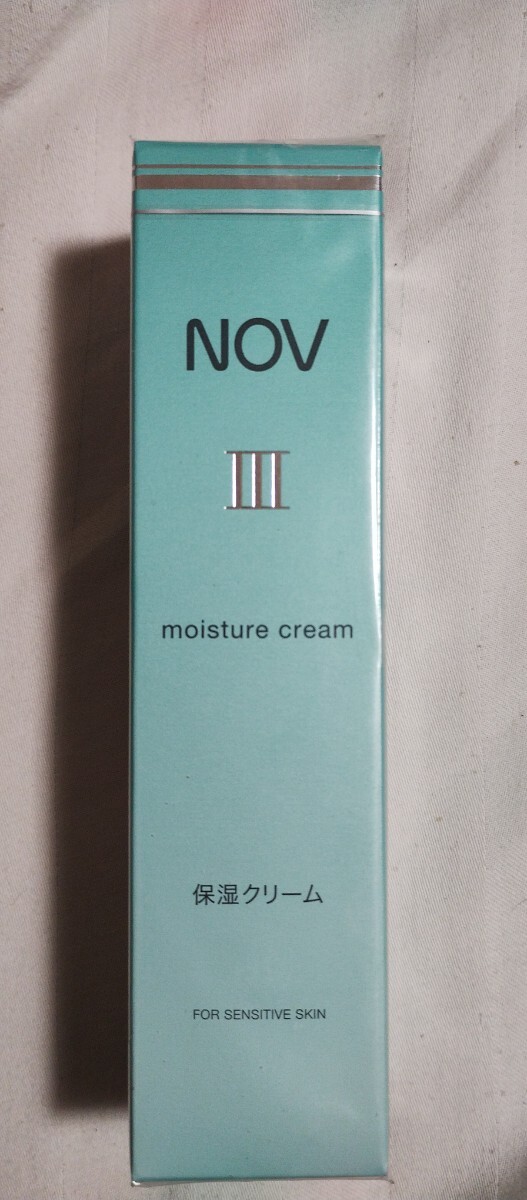 NOV
III
moisture cream
保湿クリーム
FOR SENSITIVE SKIN